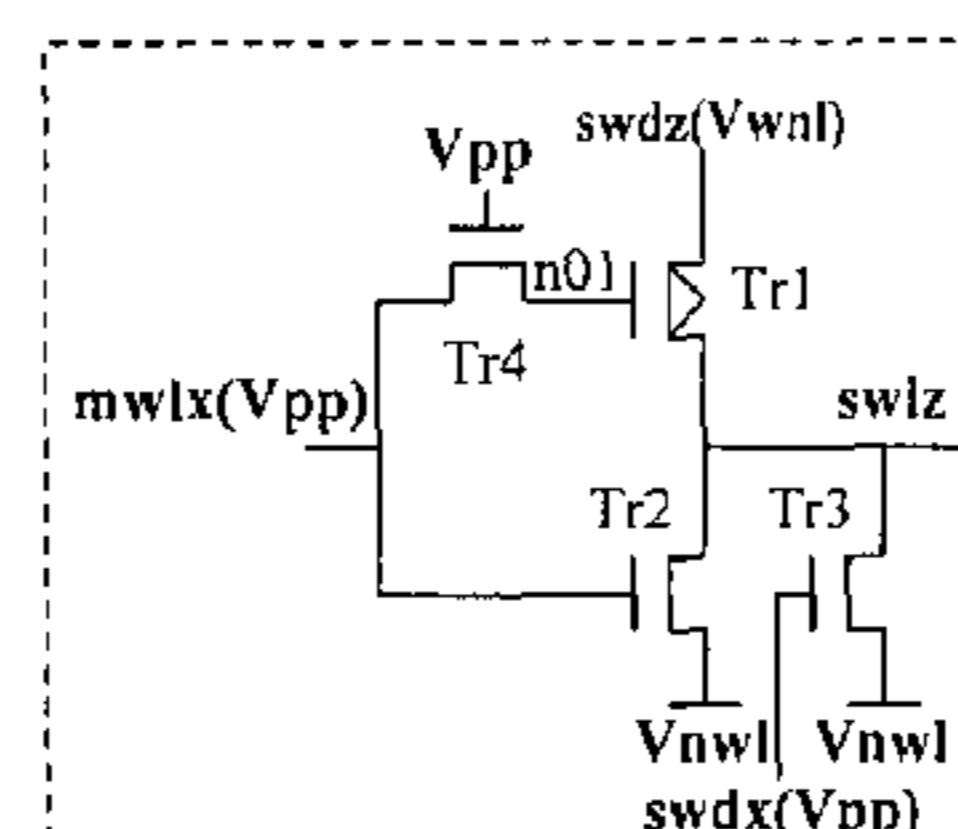 swdz(Vwnl)
Vpp
n01
Tr1
Tr4
mwlx(Vpp)
swlz
Tr2
Tr3
Vnwl
Vnwl
swdx(Vpp)